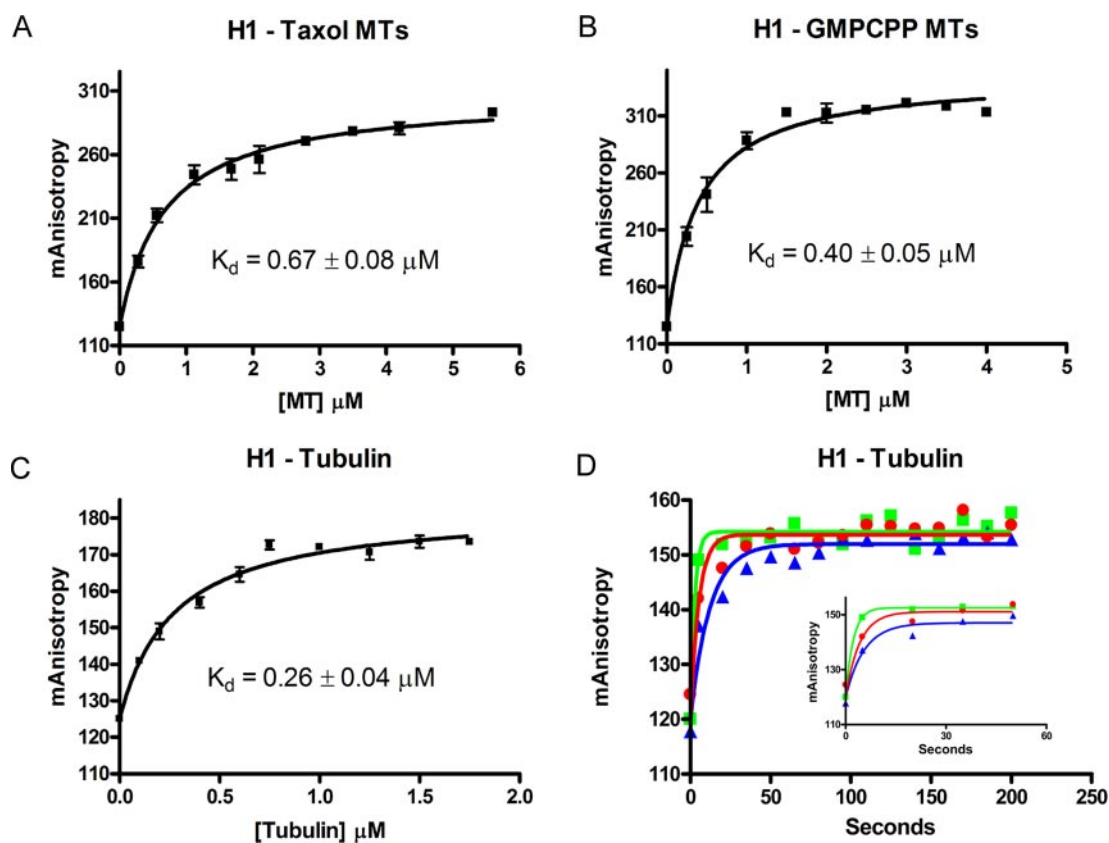 A
H1 - Taxol MTs
mAnisotropy
310
260
210
160
110
K_d = 0.67 ± 0.08 μM
0 1 2 3 4 5 6
[MT] μM
B
H1 - GMPCPP MTs
mAnisotropy
310
260
210
160
110
K_d = 0.40 ± 0.05 μM
0 1 2 3 4 5
[MT] μM
C
H1 - Tubulin
mAnisotropy
180
170
160
150
140
130
120
110
K_d = 0.26 ± 0.04 μM
0.0 0.5 1.0 1.5 2.0
[Tubulin] μM
D
H1 - Tubulin
mAnisotropy
160
150
140
130
120
110
0 50 100 150 200 250
Seconds
mAnisotropy
150
130
110
0 30 60
Seconds